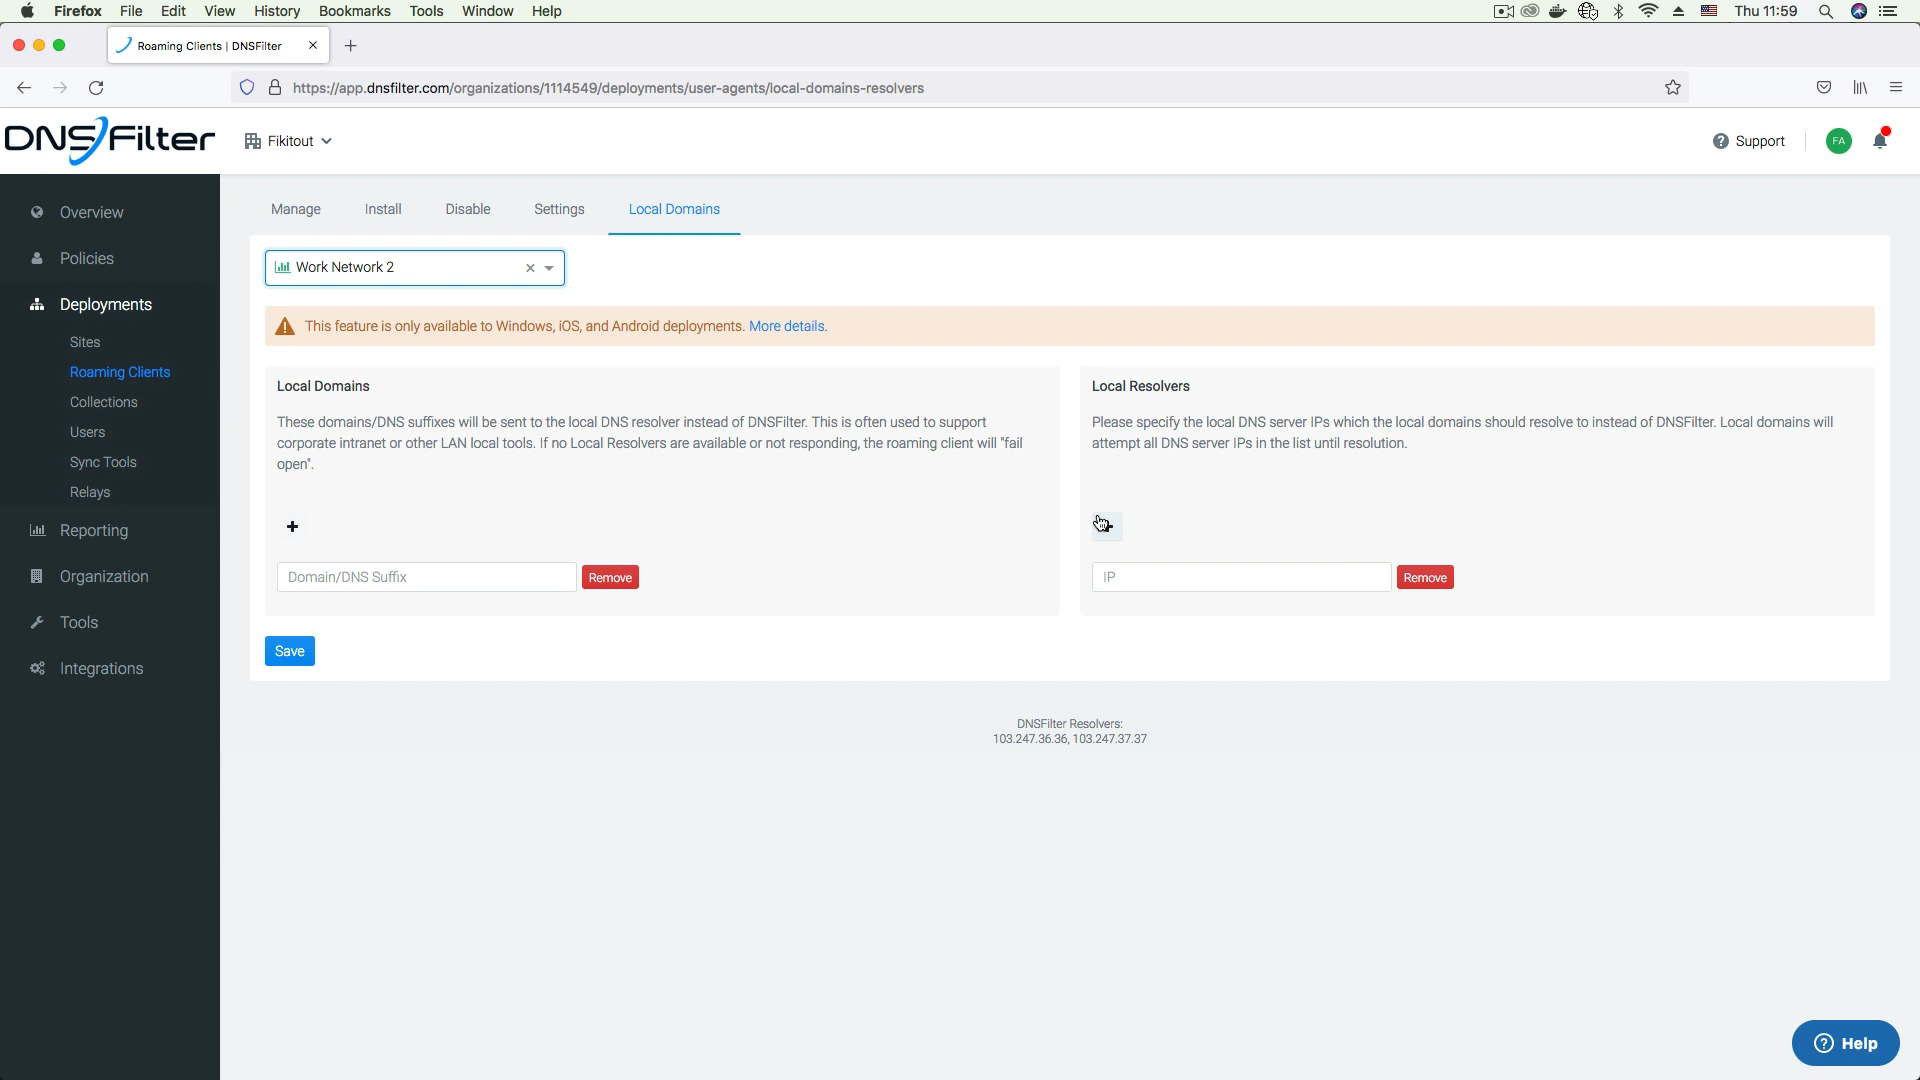 Firefox File Edit View History Bookmarks Tools Window Help Thu 11:59
Roaming Clients | DNSFilter
https://app.dnsfilter.com/organizations/1114549/deployments/user-agents/local-domains-resolvers
DNSFilter Fikitout Support FA
Overview
Policies
Deployments
Sites
Roaming Clients
Collections
Users
Sync Tools
Relays
Reporting
Organization
Tools
Integrations
Manage Install Disable Settings Local Domains
Work Network 2
This feature is only available to Windows, iOS, and Android deployments. More details.
Local Domains
These domains/DNS suffixes will be sent to the local DNS resolver instead of DNSFilter. This is often used to support
corporate intranet or other LAN local tools. If no Local Resolvers are available or not responding, the roaming client will "fail
open".
Domain/DNS Suffix Remove
Local Resolvers
Please specify the local DNS server IPs which the local domains should resolve to instead of DNSFilter. Local domains will
attempt all DNS server IPs in the list until resolution.
IP Remove
Save
DNSFilter Resolvers:
103.247.36.36, 103.247.37.37
Help